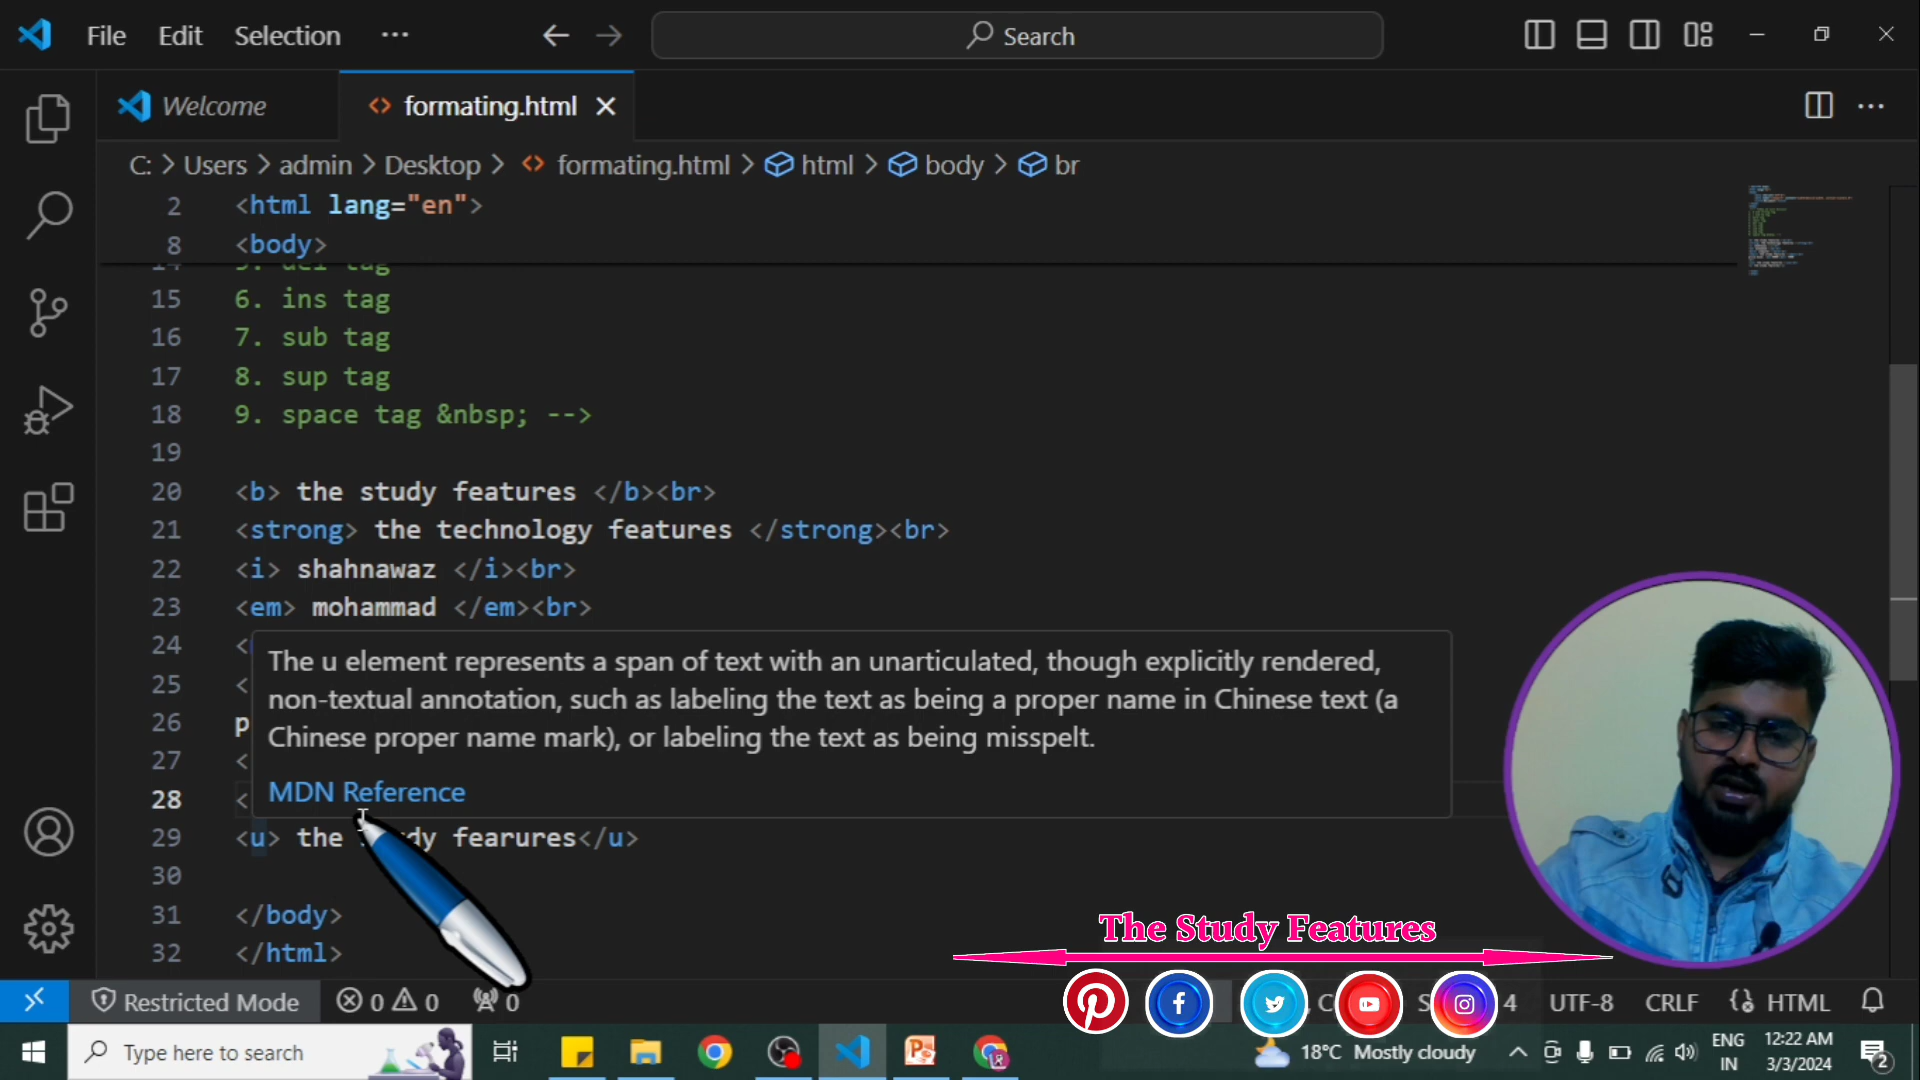 File Edit Selection ··· Search
Welcome formating.html
C: > Users > admin > Desktop > formating.html > html > body > br
2 <html lang="en">
8 <body>
15 6. ins tag
16 7. sub tag
17 8. sup tag
18 9. space tag &nbsp; -->
19
20 <b> the study features </b><br>
21 <strong> the technology features </strong><br>
22 <i> shahnawaz </i><br>
23 <em> mohammad </em><br>
24 <
25 <
26 p
27 <
28 <
The u element represents a span of text with an unarticulated, though explicitly rendered,
non-textual annotation, such as labeling the text as being a proper name in Chinese text (a
Chinese proper name mark), or labeling the text as being misspelt.
MDN Reference
29 <u> the study fearures</u>
30
31 </body>
32 </html>
The Study Features
Restricted Mode 0 0 0 4 UTF-8 CRLF HTML
Type here to search
18°C Mostly cloudy
ENG
IN
12:22 AM
3/3/2024
2